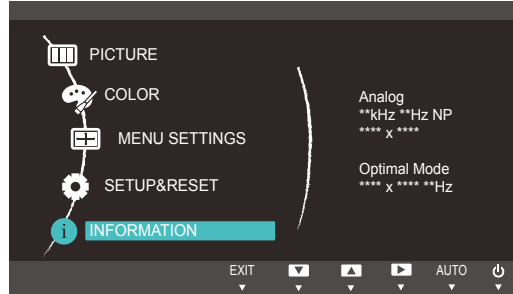 PICTURE
COLOR
MENU SETTINGS
SETUP&RESET
i INFORMATION
Analog
**kHz **Hz NP
**** x ****
Optimal Mode
**** x **** **Hz
EXIT
AUTO